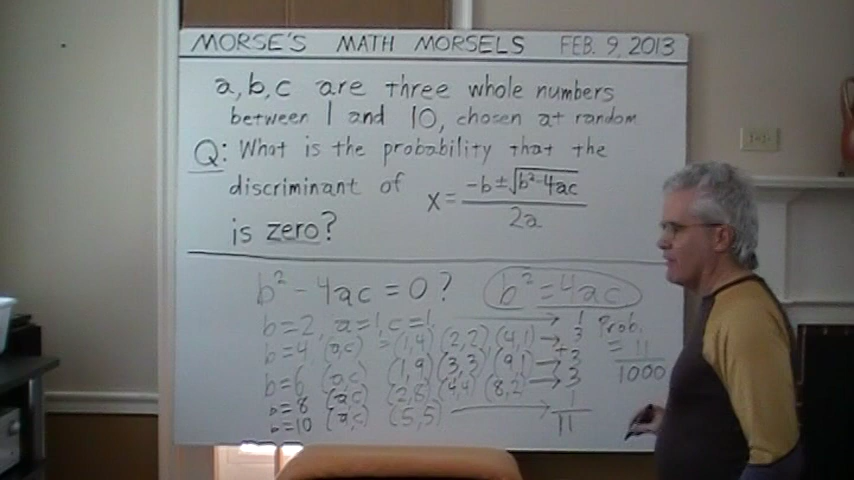 MORSE'S MATH MORSELS FEB. 9, 2013
a, b, c are three whole numbers
between 1 and 10, chosen at random
Q: What is the probability that the
discriminant of x = -b ± √b² - 4ac / 2a
is zero?
b² - 4ac = 0? b² = 4ac
b = 2, a = 1, c = 1 → 1
b = 4 (a,c) = (1,4) (2,2) (4,1) → 3
b = 6 (a,c) (1,9) (3,3) (9,1) → + 3
b = 8 (a,c) (2,8) (4,4) (8,2) → 3
b = 10 (a,c) (5,5) → 1
11
Prob.
= 11
1000